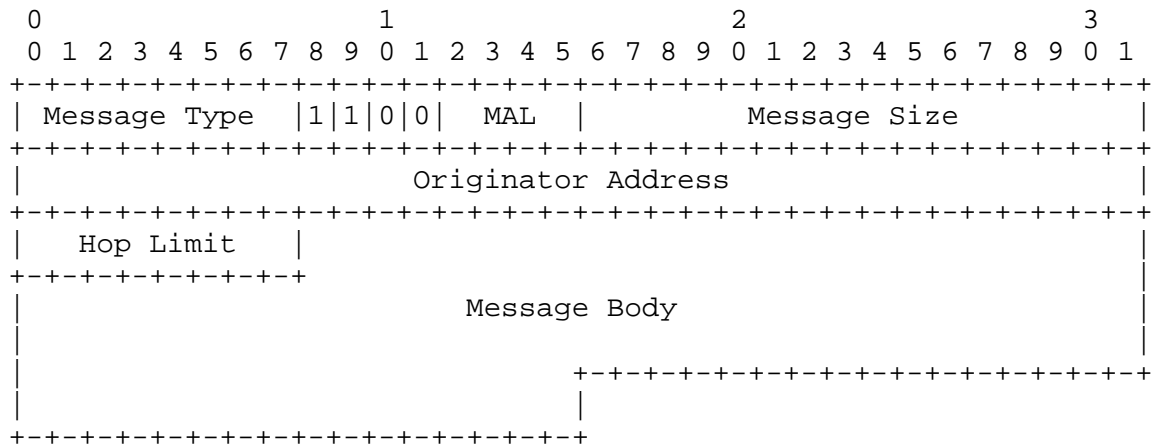 0                   1                   2                   3
 0 1 2 3 4 5 6 7 8 9 0 1 2 3 4 5 6 7 8 9 0 1 2 3 4 5 6 7 8 9 0 1
+-+-+-+-+-+-+-+-+-+-+-+-+-+-+-+-+-+-+-+-+-+-+-+-+-+-+-+-+-+-+-+-+
| Message Type  |1|1|0|0|  MAL  |         Message Size          |
+-+-+-+-+-+-+-+-+-+-+-+-+-+-+-+-+-+-+-+-+-+-+-+-+-+-+-+-+-+-+-+-+
|                      Originator Address                       |
+-+-+-+-+-+-+-+-+-+-+-+-+-+-+-+-+-+-+-+-+-+-+-+-+-+-+-+-+-+-+-+-+
|   Hop Limit   |                                               |
+-+-+-+-+-+-+-+-+                                               |
|                         Message Body                          |
|                                                               |
|                               +-+-+-+-+-+-+-+-+-+-+-+-+-+-+-+-+
|                               |
+-+-+-+-+-+-+-+-+-+-+-+-+-+-+-+-+